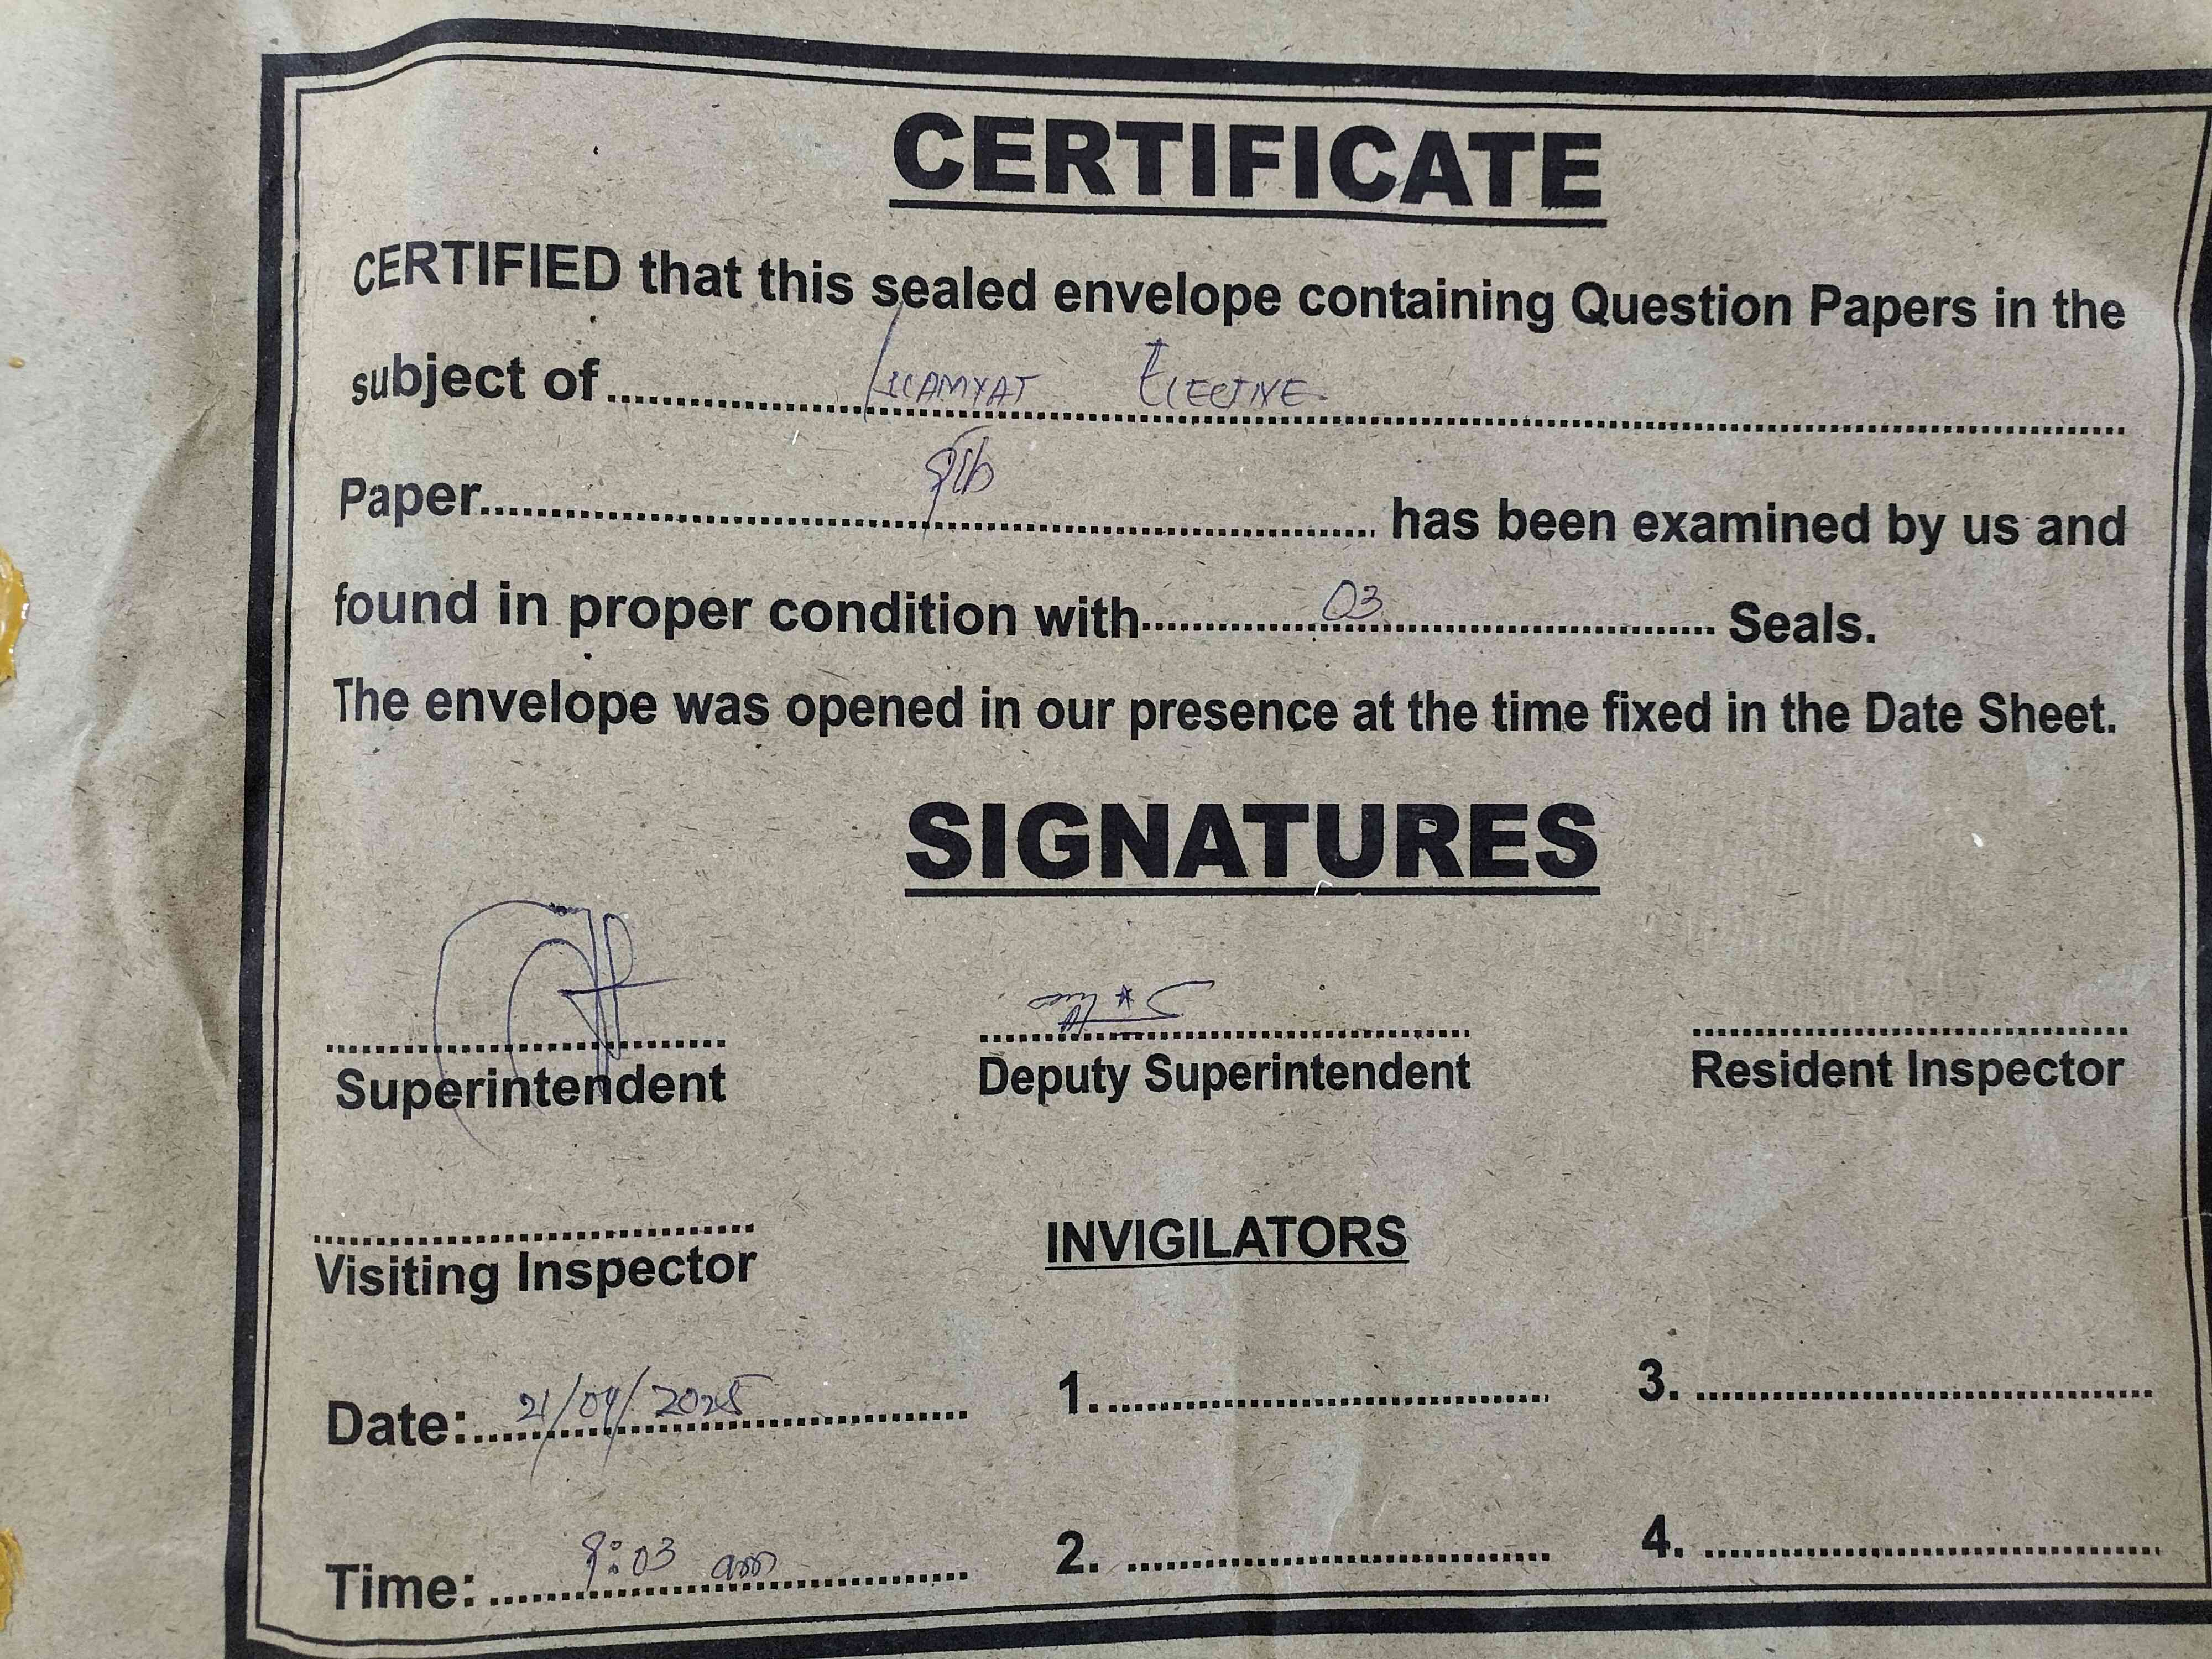 CERTIFICATE
CERTIFIED that this sealed envelope containing Question Papers in the
subject of ISLAMYAT ELECTIVE
Paper 9th has been examined by us and
found in proper condition with 03 Seals.
The envelope was opened in our presence at the time fixed in the Date Sheet.
SIGNATURES
Superintendent Deputy Superintendent Resident Inspector
Visiting Inspector INVIGILATORS
Date: 21/04/2025 1. 3.
Time: 9:03 am 2. 4.